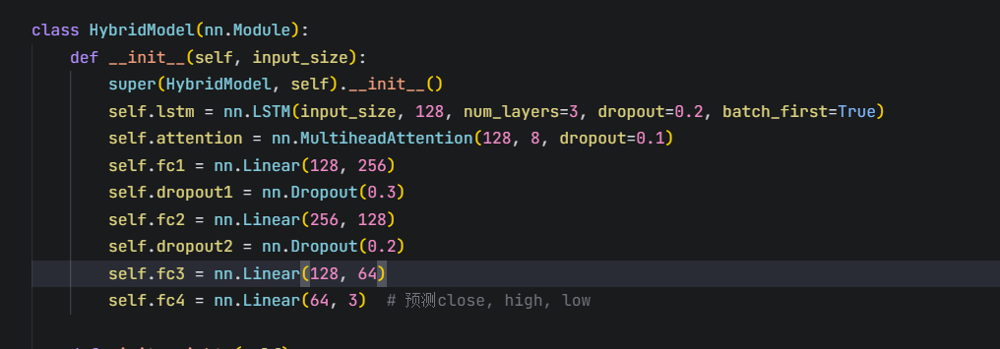 class HybridModel(nn.Module):
    def __init__(self, input_size):
        super(HybridModel, self).__init__()
        self.lstm = nn.LSTM(input_size, 128, num_layers=3, dropout=0.2, batch_first=True)
        self.attention = nn.MultiheadAttention(128, 8, dropout=0.1)
        self.fc1 = nn.Linear(128, 256)
        self.dropout1 = nn.Dropout(0.3)
        self.fc2 = nn.Linear(256, 128)
        self.dropout2 = nn.Dropout(0.2)
        self.fc3 = nn.Linear(128, 64)
        self.fc4 = nn.Linear(64, 3)  # 预测close, high, low